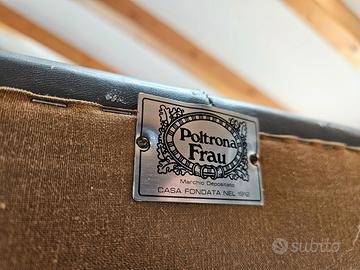 Poltrona
Frau
Marchio Depositato
CASA FONDATA NEL 1912
subito